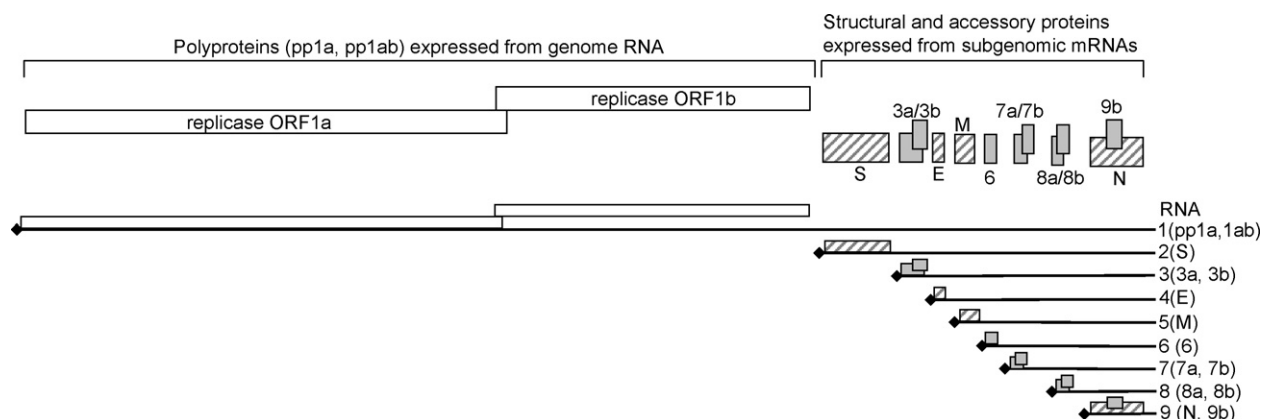 Structural and accessory proteins
Polyproteins (pp1a, pp1ab) expressed from genome RNA
expressed from subgenomic mRNAs
replicase ORF1b
replicase ORF1a
3a/3b
M
7a/7b
9b
S
E
6
8a/8b
N
RNA
1(pp1a,1ab)
2(S)
3(3a, 3b)
4(E)
5(M)
6 (6)
7(7a, 7b)
8 (8a, 8b)
9 (N, 9b)